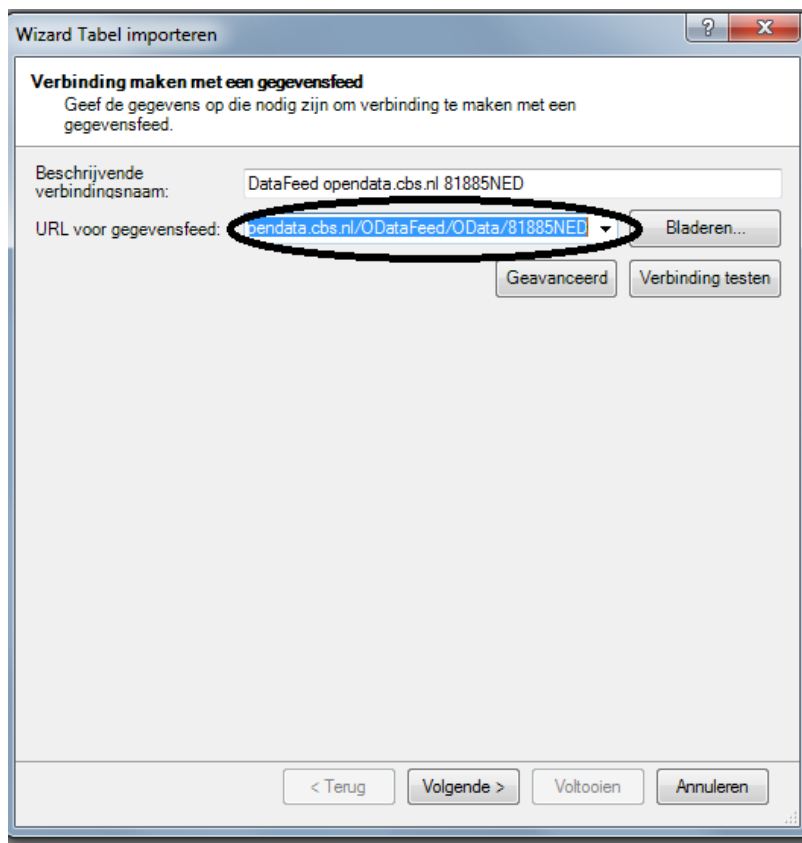 Wizard Tabel importeren
Verbinding maken met een gegevensfeed
Geef de gegevens op die nodig zijn om verbinding te maken met een
gegevensfeed.
Beschrijvende
verbindingsnaam:
DataFeed opendata.cbs.nl 81885NED
URL voor gegevensfeed:
pendata.cbs.nl/ODataFeed/OData/81885NED
Bladeren...
Geavanceerd
Verbinding testen
< Terug
Volgende >
Voltooien
Annuleren